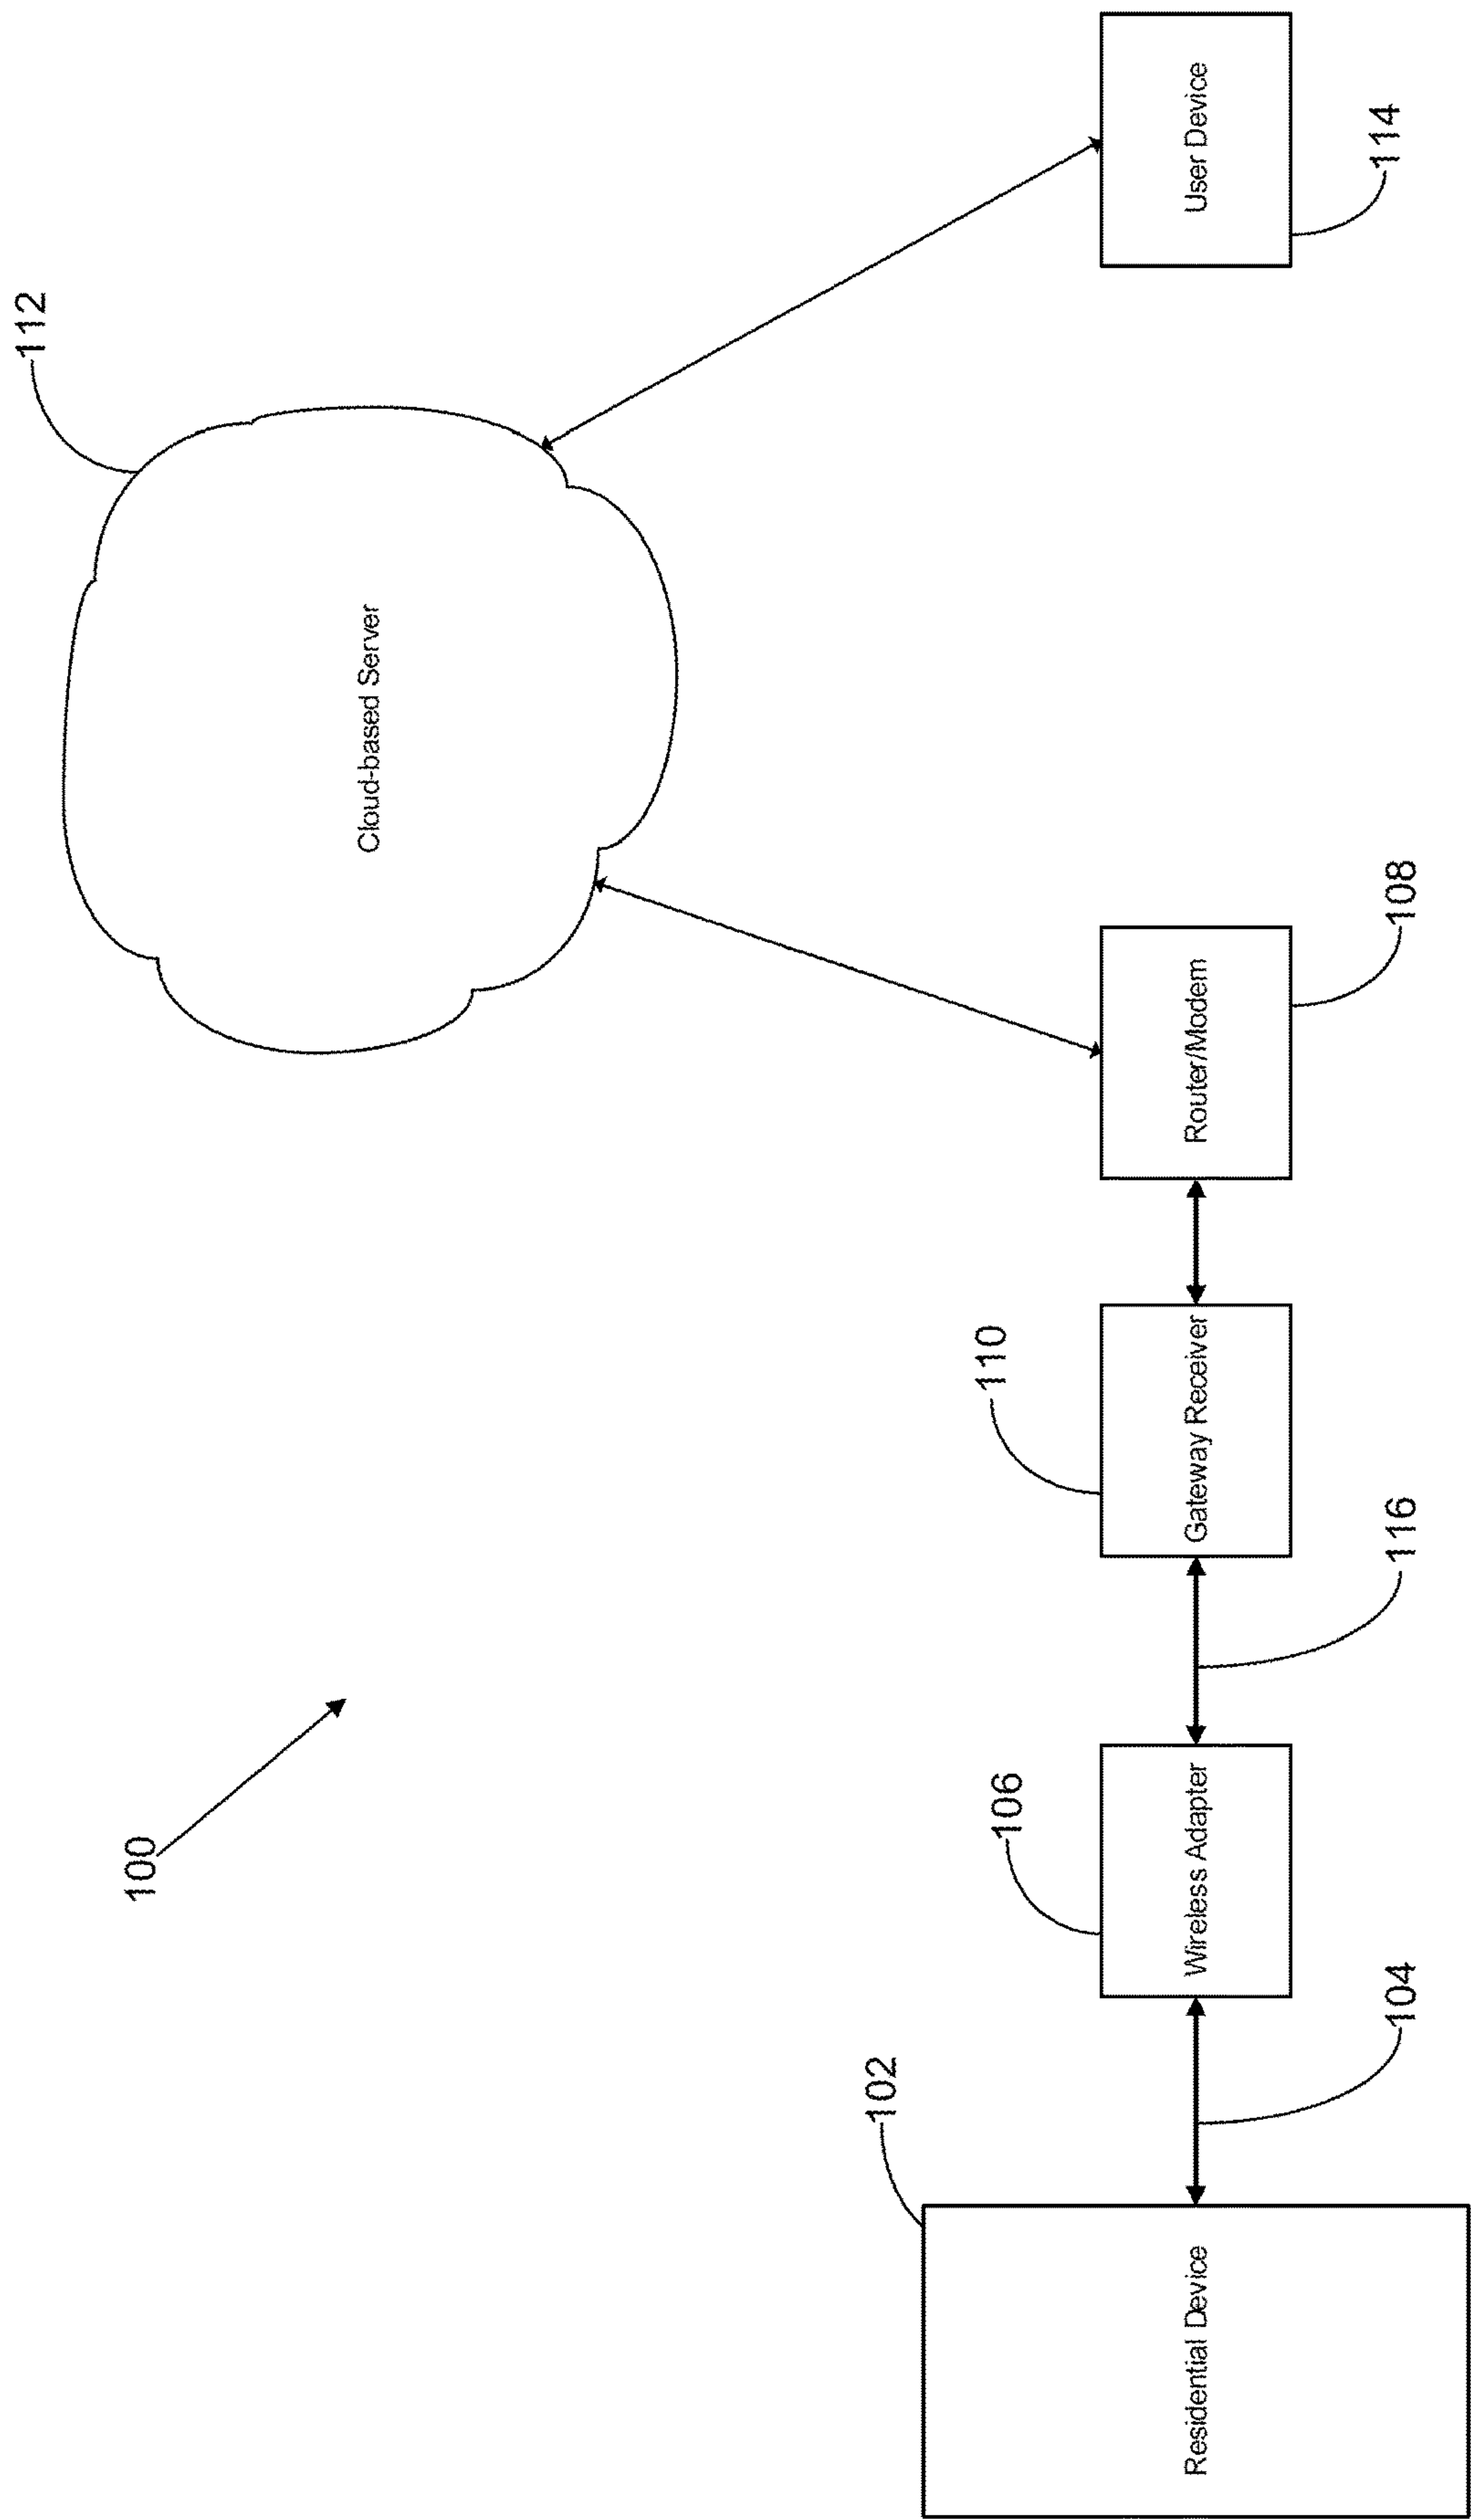 100
112
Cloud-based Server
102
106
110
Residential Device
Wireless Adapter
Gateway Receiver
Router/Modem
User Device
104
116
108
114